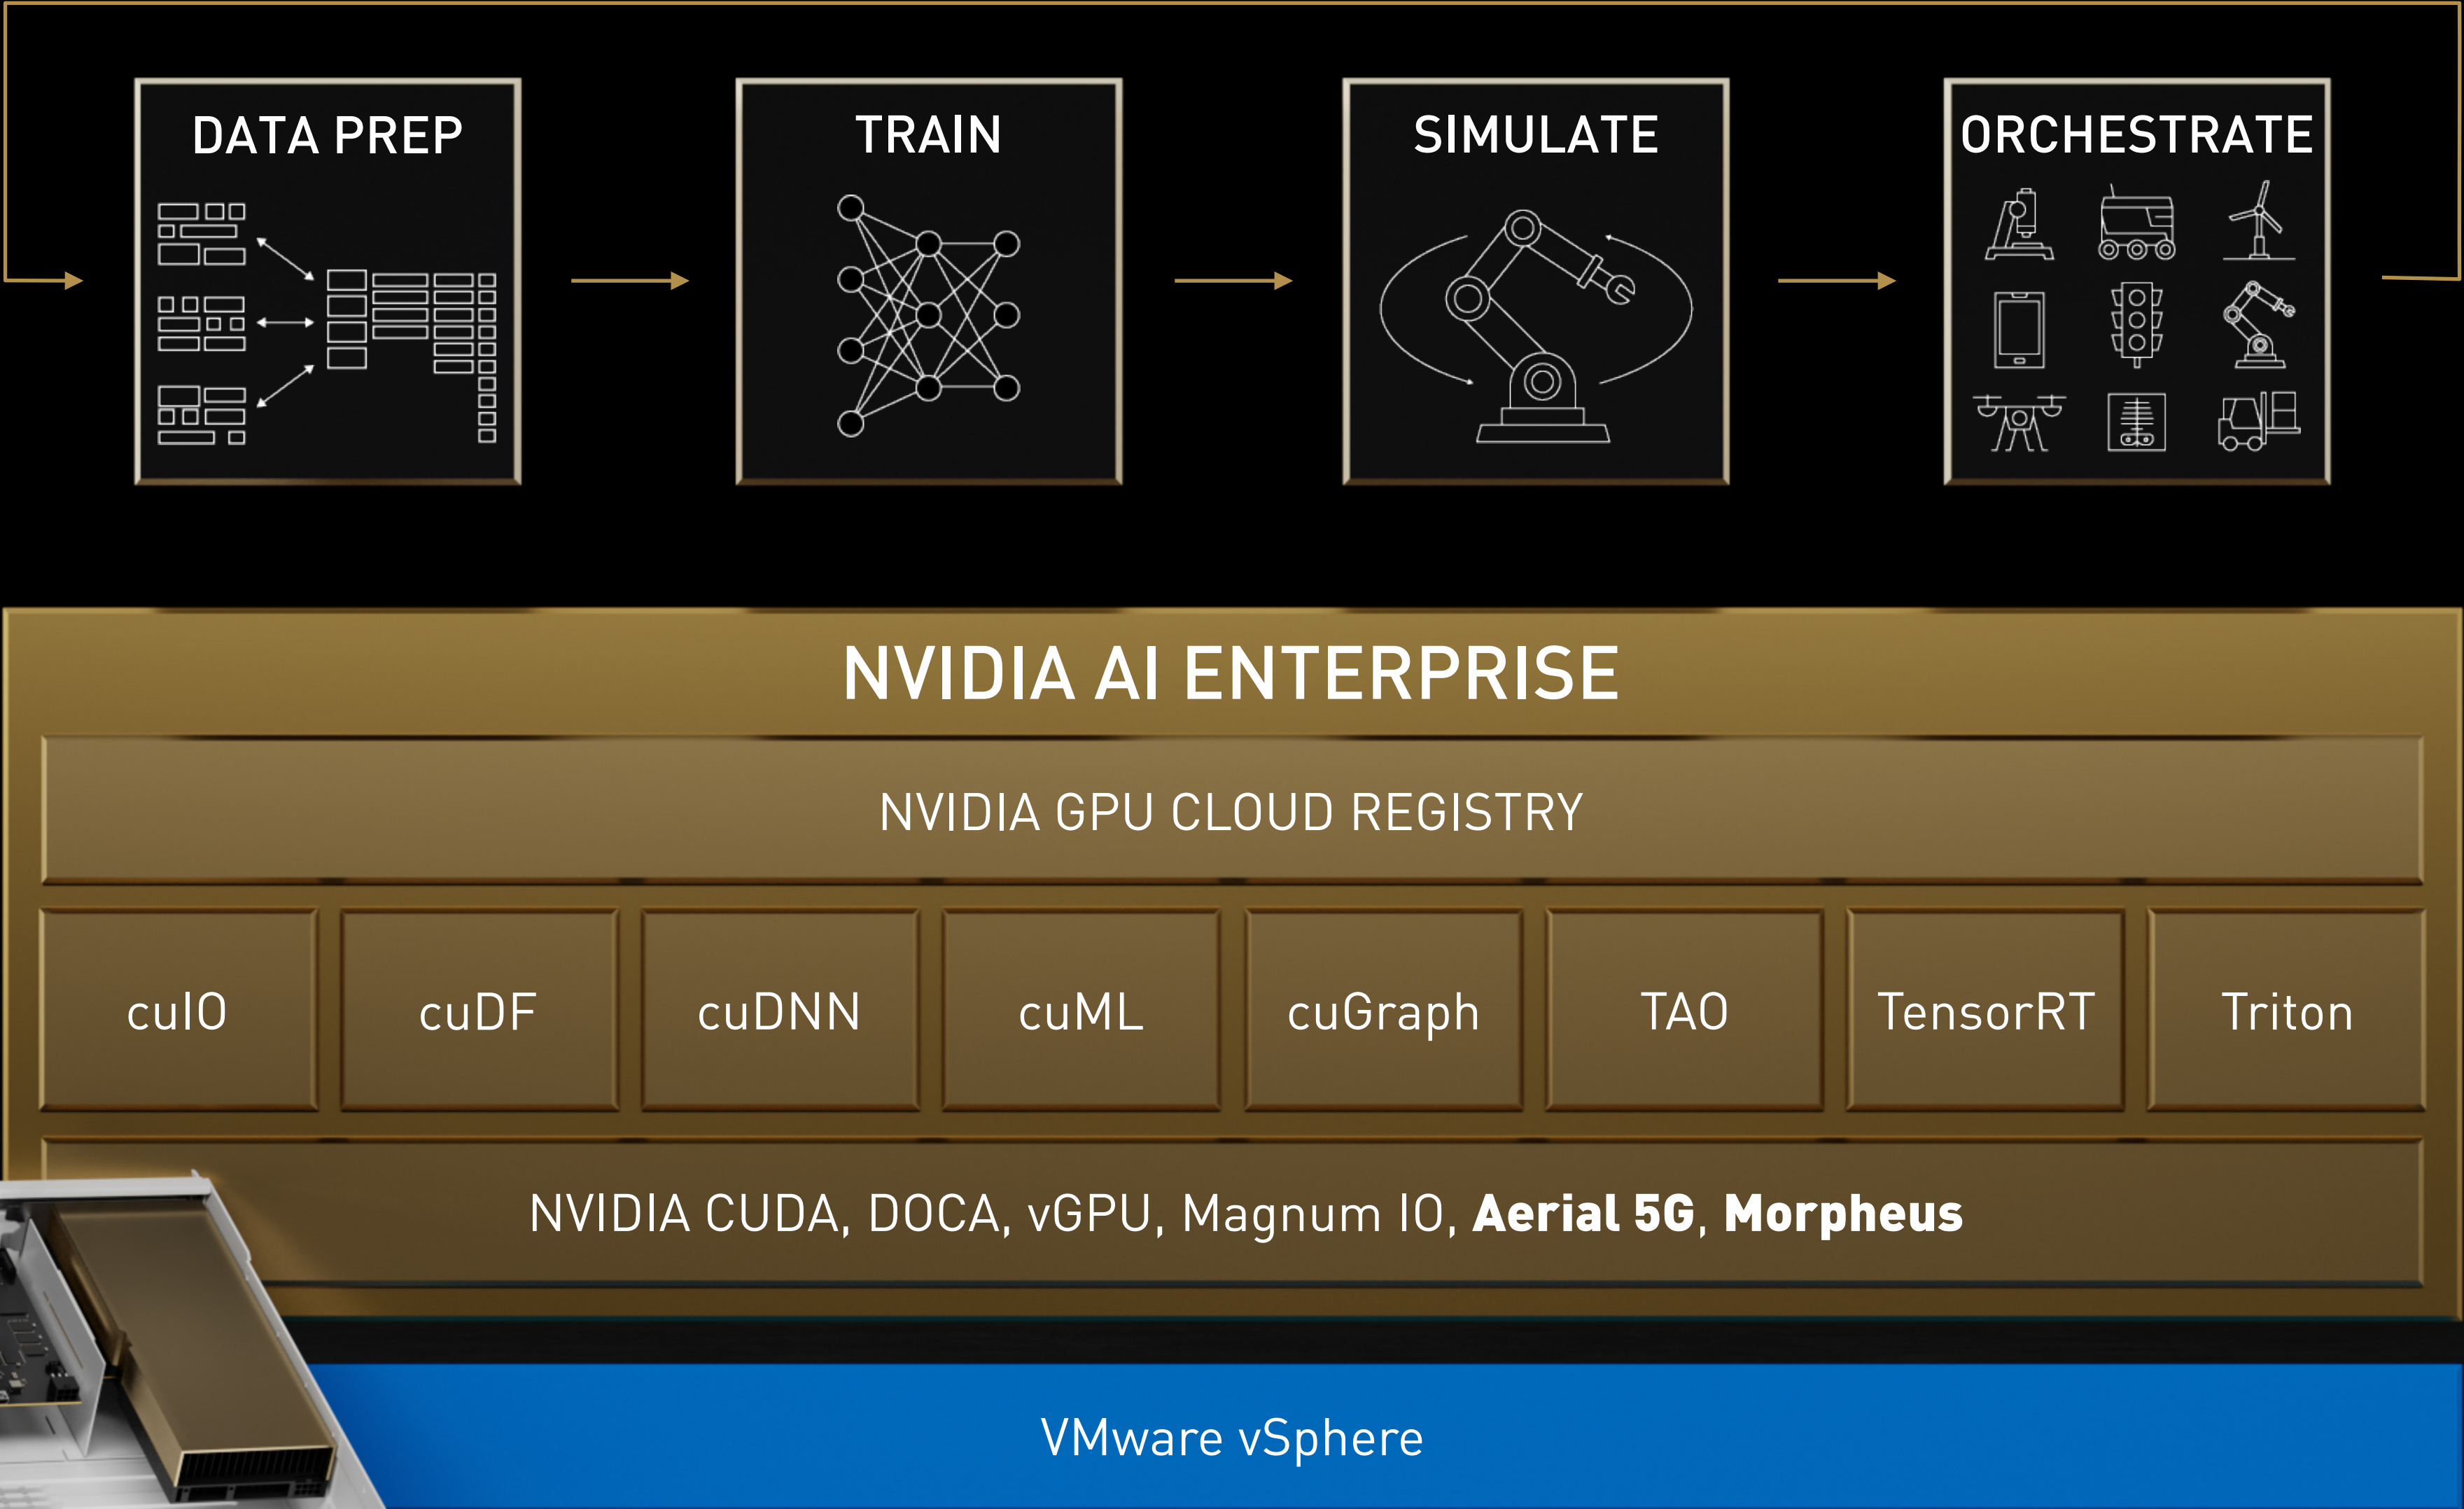 DATA PREP
TRAIN
SIMULATE
ORCHESTRATE
NVIDIA AI ENTERPRISE
NVIDIA GPU CLOUD REGISTRY
cuIO
cuDF
cuDNN
cuML
cuGraph
TAO
TensorRT
Triton
NVIDIA CUDA, DOCA, vGPU, Magnum IO, Aerial 5G, Morpheus
VMware vSphere